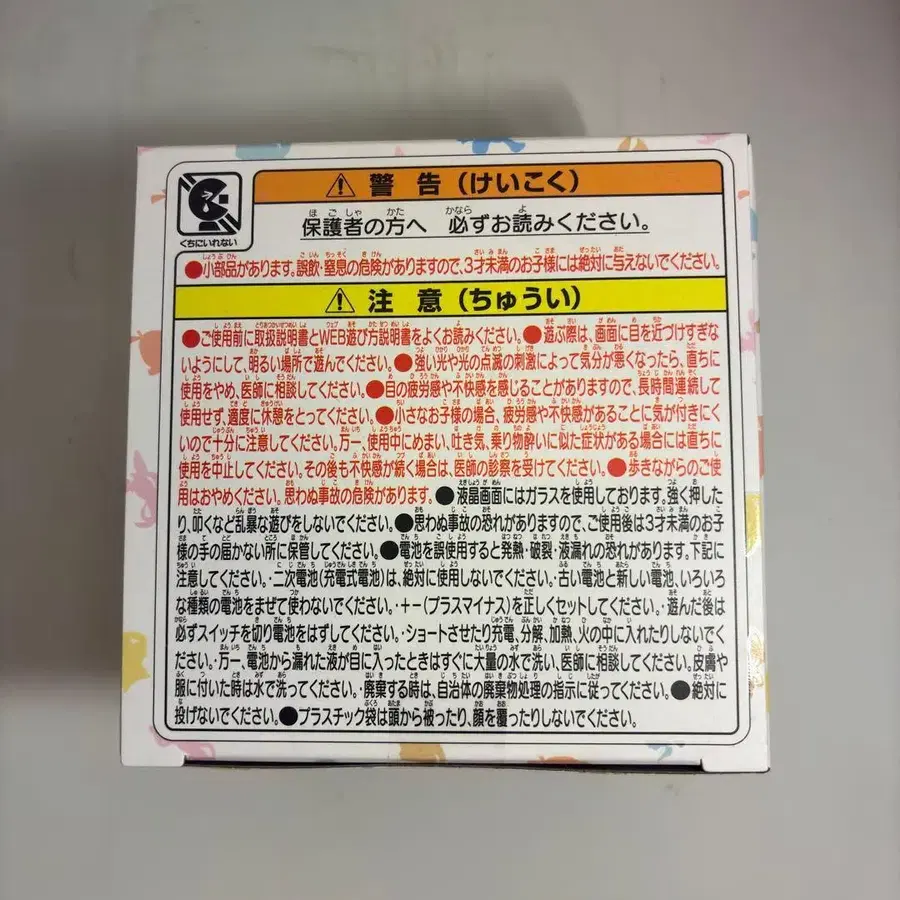 くちにいれない
⚠警告(けいこく)
保護者の方へ 必ずお読みください。
●小部品があります。誤飲・窒息の危険がありますので、3才未満のお子様には絶対に与えないでください。
⚠注意(ちゅうい)
●ご使用前に取扱説明書とWEB遊び方説明書をよくお読みください。●遊ぶ際は、画面に目を近づけすぎな
いようにして、明るい場所で遊んでください。●強い光や光の点滅の刺激によって気分が悪くなったら、直ちに
使用をやめ、医師に相談してください。●目の疲労感や不快感を感じることがありますので、長時間連続して
使用せず、適度に休憩をとってください。●小さなお子様の場合、疲労感や不快感があることに気が付きにく
いので十分に注意してください。万一、使用中にめまい、吐き気、乗り物酔いに似た症状がある場合には直ちに
使用を中止してください。その後も不快感が続く場合は、医師の診察を受けてください。●歩きながらのご使
用はおやめください。思わぬ事故の危険があります。●液晶画面にはガラスを使用しております。強く押した
り、叩くなど乱暴な遊びをしないでください。●思わぬ事故の恐れがありますので、ご使用後は3才未満のお子
様の手の届かない所に保管してください。●電池を誤使用すると発熱・破裂・液漏れの恐れがあります。下記に
注意してください。・二次電池(充電式電池)は、絶対に使用しないでください。・古い電池と新しい電池、いろいろ
な種類の電池をまぜて使わないでください。・+−(プラスマイナス)を正しくセットしてください。・遊んだ後は
必ずスイッチを切り電池をはずしてください。・ショートさせたり充電、分解、加熱、火の中に入れたりしないでくだ
さい。・万一、電池から漏れた液が目に入ったときはすぐに大量の水で洗い、医師に相談してください。皮膚や
服に付いた時は水で洗ってください。・廃棄する時は、自治体の廃棄物処理の指示に従ってください。●絶対に
投げないでください。●プラスチック袋は頭から被ったり、顔を覆ったりしないでください。